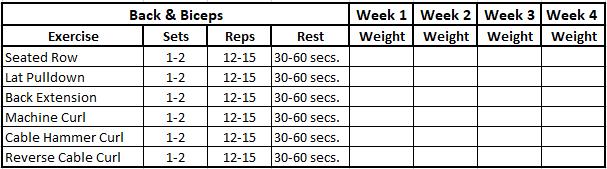 Back & Biceps Week 1 Week 2 Week 3 Week 4
Exercise Sets Reps Rest Weight Weight Weight Weight
Seated Row 1-2 12-15 30-60 secs.
Lat Pulldown 1-2 12-15 30-60 secs.
Back Extension 1-2 12-15 30-60 secs.
Machine Curl 1-2 12-15 30-60 secs.
Cable Hammer Curl 1-2 12-15 30-60 secs.
Reverse Cable Curl 1-2 12-15 30-60 secs.